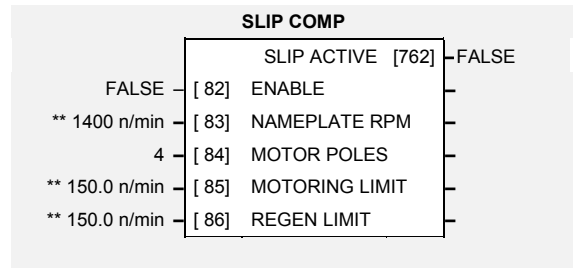 SLIP COMP
SLIP ACTIVE [762] FALSE
FALSE [ 82] ENABLE
** 1400 n/min [ 83] NAMEPLATE RPM
4 [ 84] MOTOR POLES
** 150.0 n/min [ 85] MOTORING LIMIT
** 150.0 n/min [ 86] REGEN LIMIT